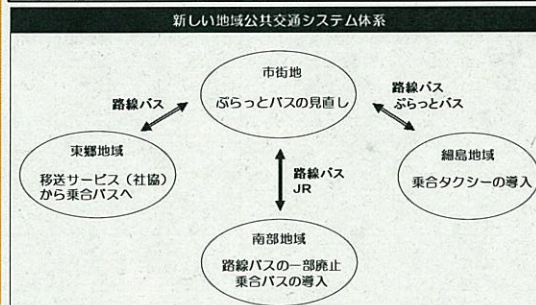 新しい地域公共交通システム体系
市街地
ぷらっとバスの見直し
路線バス
路線バス
ぷらっとバス
東郷地域
移送サービス（社協）
から乗合バスへ
細島地域
乗合タクシーの導入
路線バス
JR
南部地域
路線バスの一部廃止
乗合バスの導入